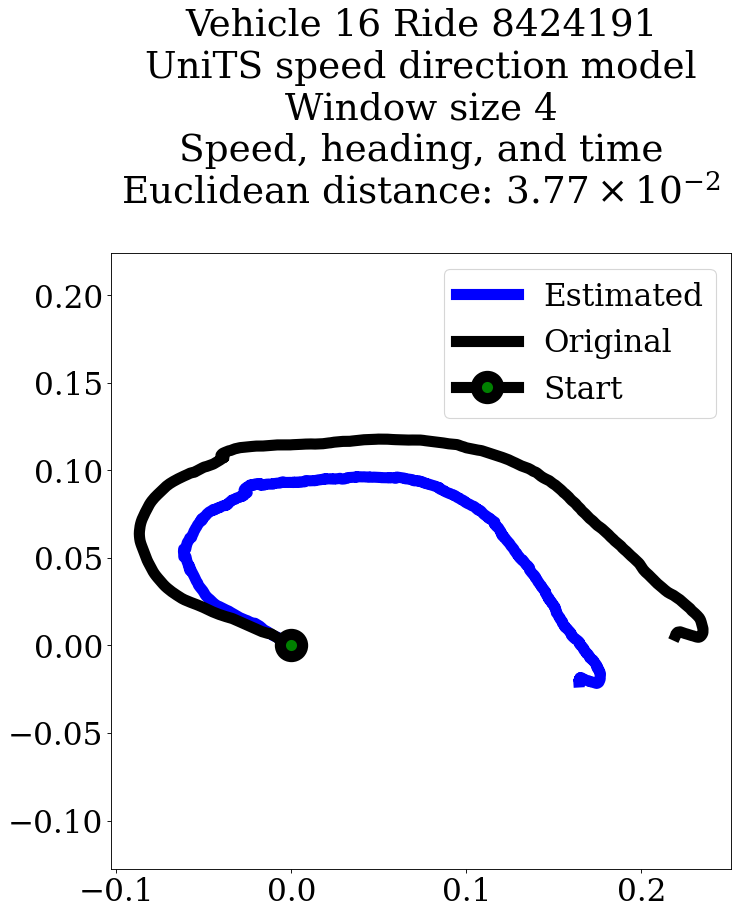 Vehicle 16 Ride 8424191
UniTS speed direction model
Window size 4
Speed, heading, and time
Euclidean distance: 3.77 × 10⁻²
Estimated
Original
Start
0.20
0.15
0.10
0.05
0.00
−0.05
−0.10
−0.1 0.0 0.1 0.2